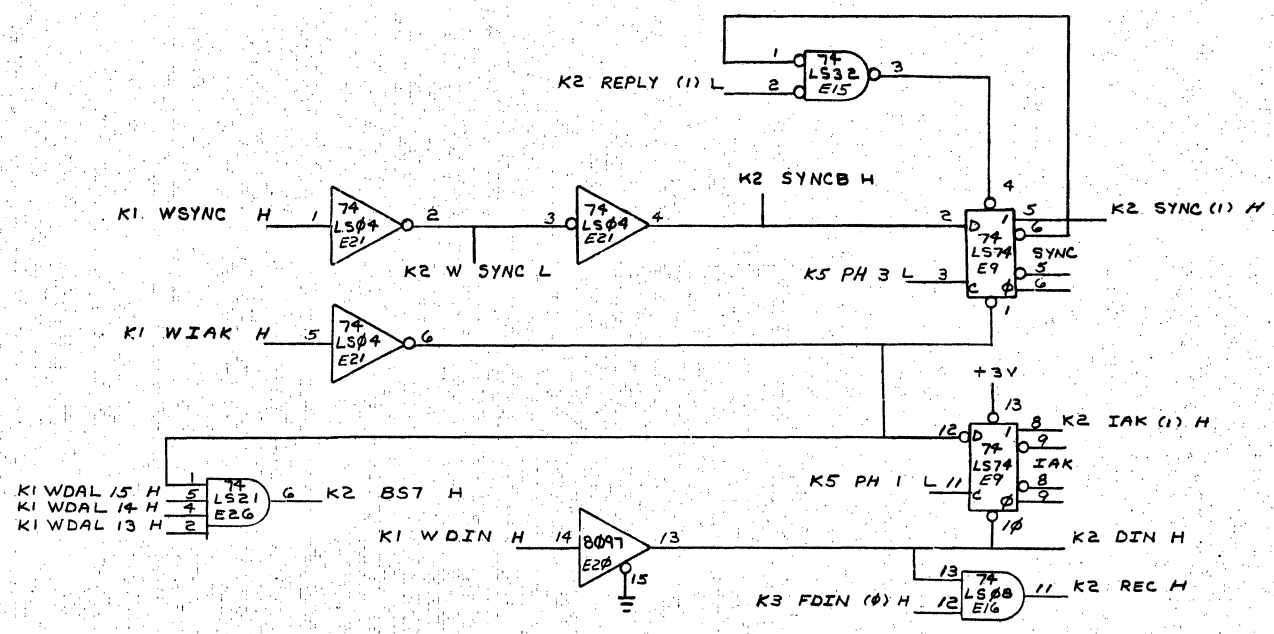 1
74
LS32
E15
3
K2 REPLY (1) L
2
K2 SYNCB H
4
K1 WSYNC H
1
74
LSØ4
E21
2
3
74
LSØ4
E21
4
2
D
1
74
LS74
E9
C
Ø
5
K2 SYNC (1) H
6
SYNC
5
6
K2 W SYNC L
K5 PH 3 L
3
1
K1 WIAK H
5
74
LSØ4
E21
6
+3V
13
12
D
1
74
LS74
E9
C
Ø
8
K2 IAK (1) H
9
IAK
8
9
K5 PH 1 L
11
1Ø
1
K1 WDAL 15 H
5
K1 WDAL 14 H
4
K1 WDAL 13 H
2
74
LS21
E26
6
K2 BS7 H
K1 WDIN H
14
8Ø97
E2Ø
13
15
K2 DIN H
13
K3 FDIN (Ø) H
12
74
LSØ8
E16
11
K2 REC H